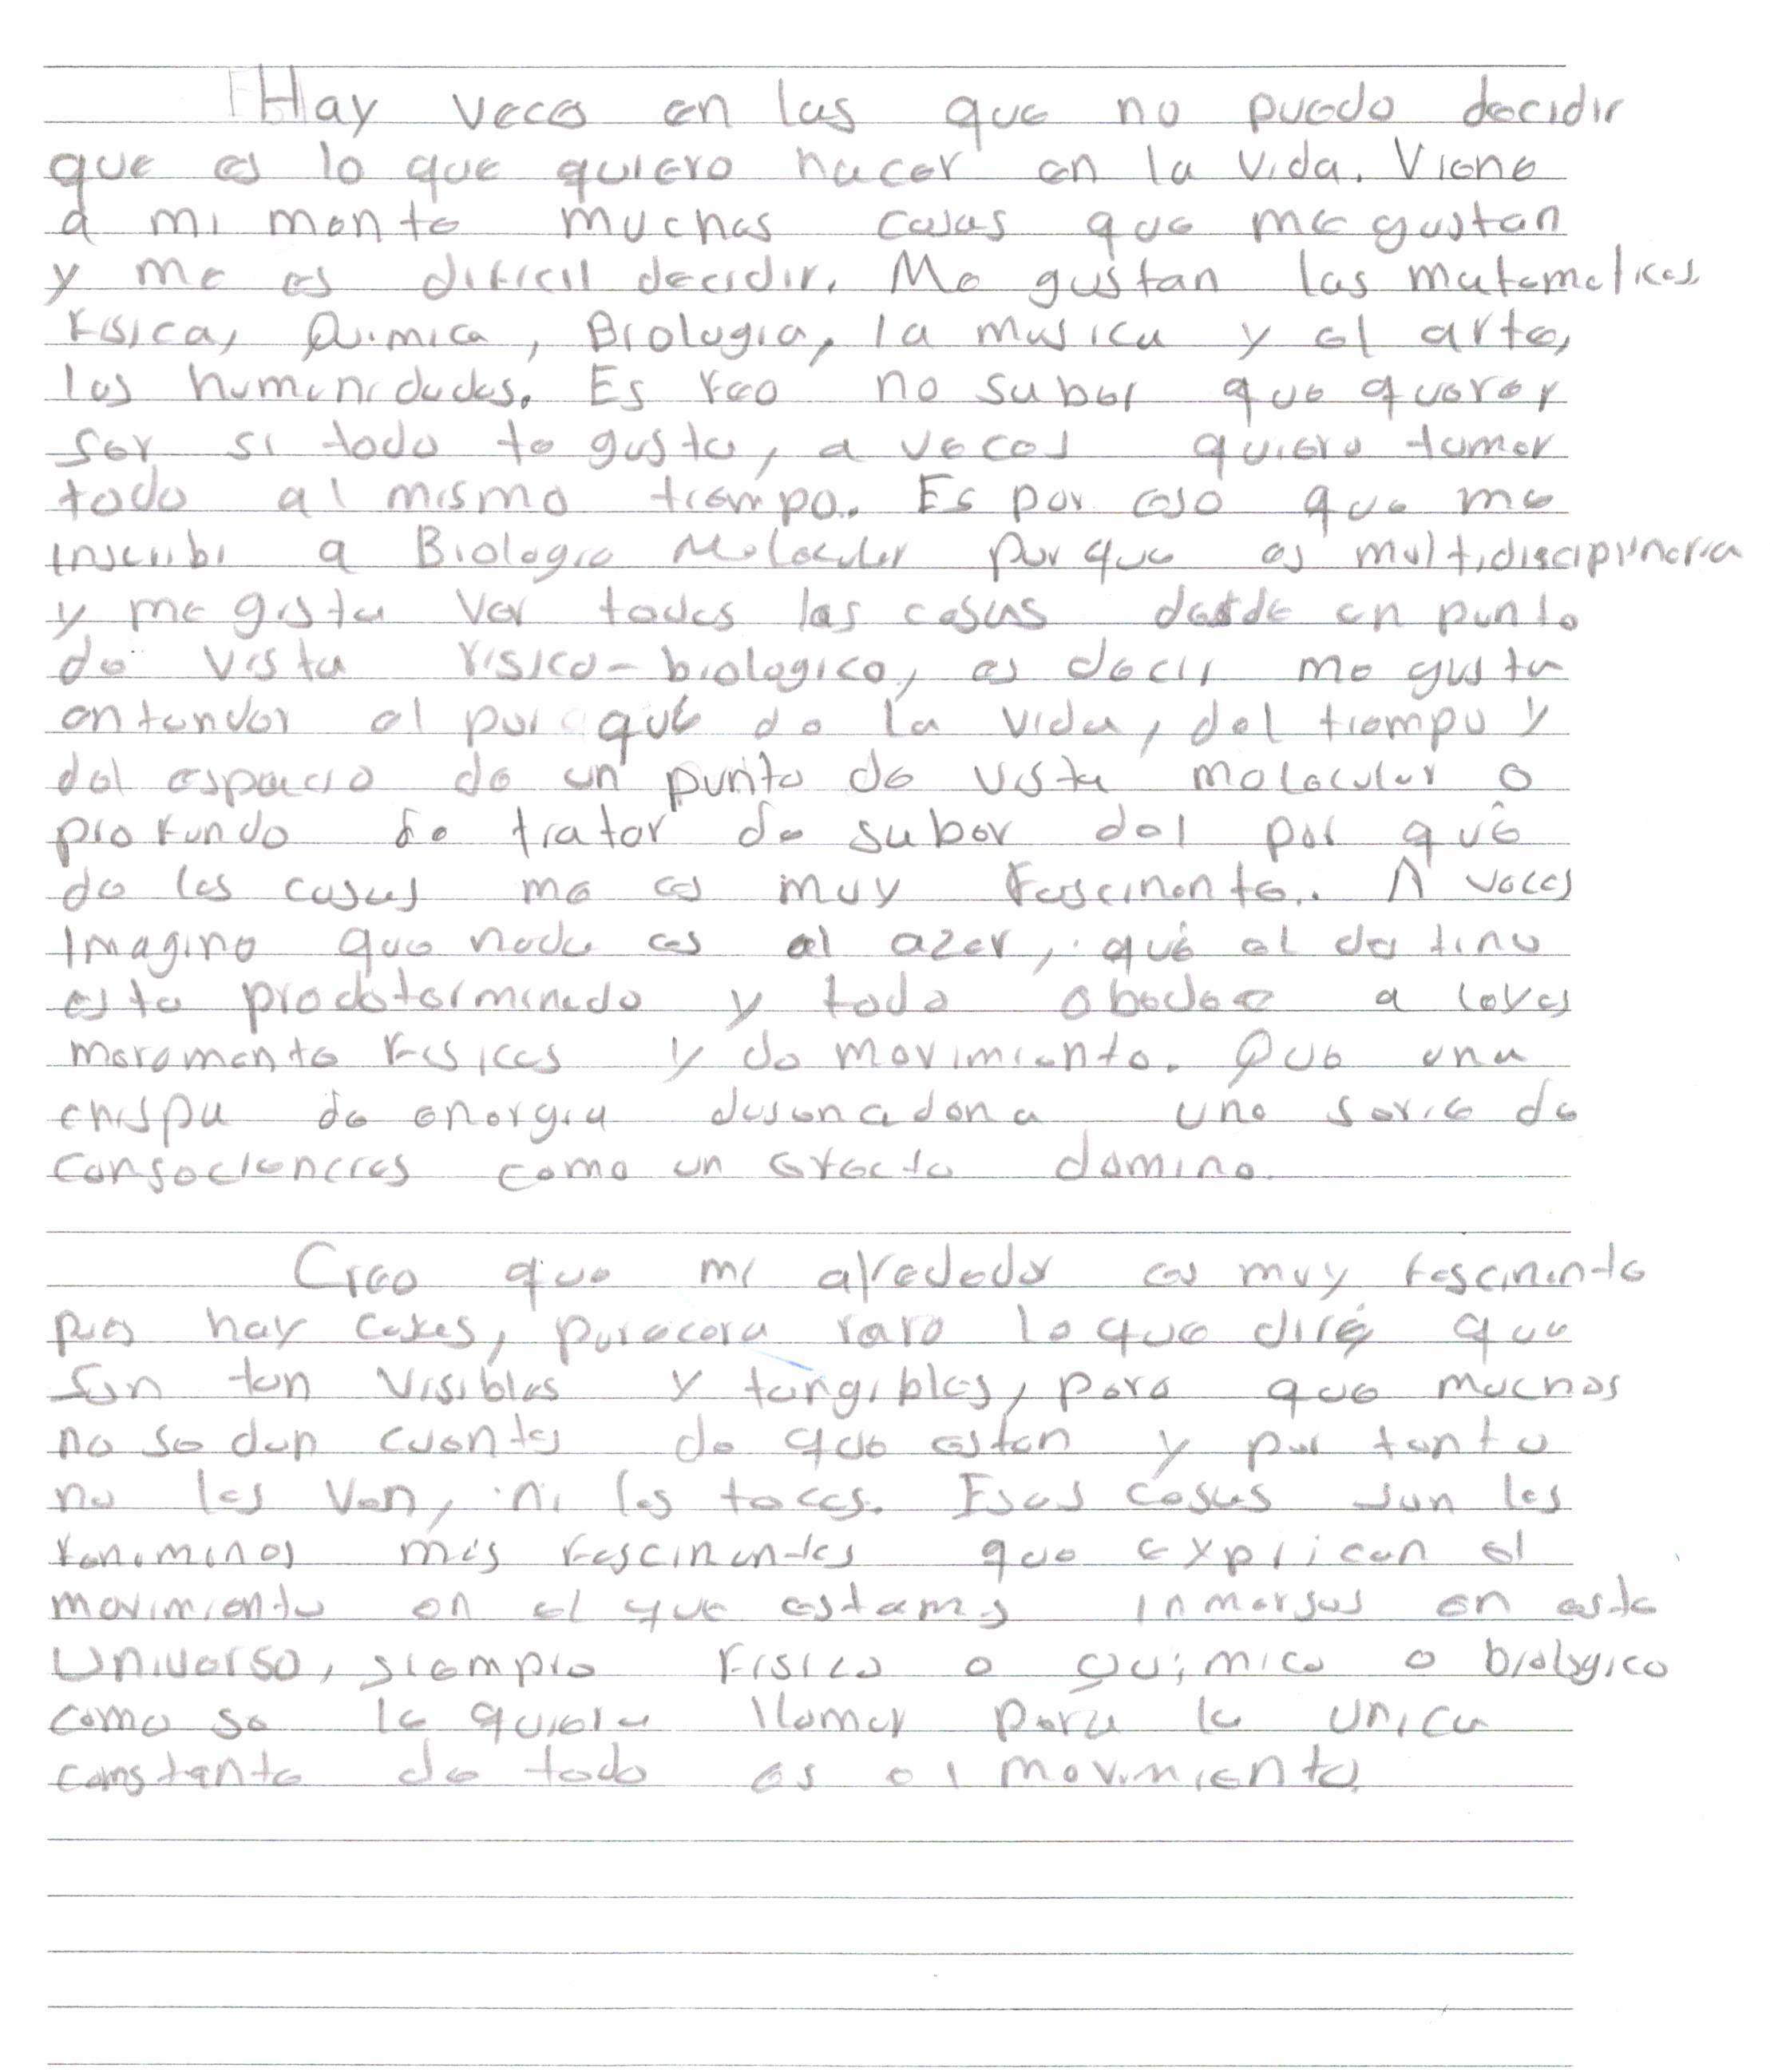 Hay veces en las que no puedo decidir
que es lo que quiero hacer en la vida. Viene
a mi mente muchas cosas que me gustan
y me es dificil decidir. Me gustan las matematicas,
Fisica, Quimica, Biologia, la musica y el arte,
las humanidades. Es feo no saber que querer
ser si todo te gusta, a veces quiero tomar
todo al mismo tiempo. Es por eso que me
inscribi a Biologia Molecular porque es multidisciplinaria
y me gusta ver todas las cosas desde en punto
de vista fisico-biologico, es decir me gusta
entender el por qué de la vida, del tiempo y
del espacio de un punto de vista molecular o
profundo se tratar de saber del por qué
de las cosas me es muy fascinante. A veces
imagino que nada es al azar, qué el destino
esta predeterminado y todo obedece a leyes
meramente fisicas y de movimiento. Que una
chispa de energia desencadena una serie de
consecuencias como un efecto domino.
Creo que mi alrededor es muy fascinante
pues hay cosas, parecera raro lo que diré que
son tan visibles y tangibles, pero que muchos
no se dan cuentas de que estan y por tanto
no las ven, ni las tocas. Esas cosas son los
fenomenos más fascinantes que explican el
movimiento en el que estamos inmersos en este
Universo, siempre fisico o quimico o biologico
como se le quiera llamar para la unica
constante de todo es el movimiento.